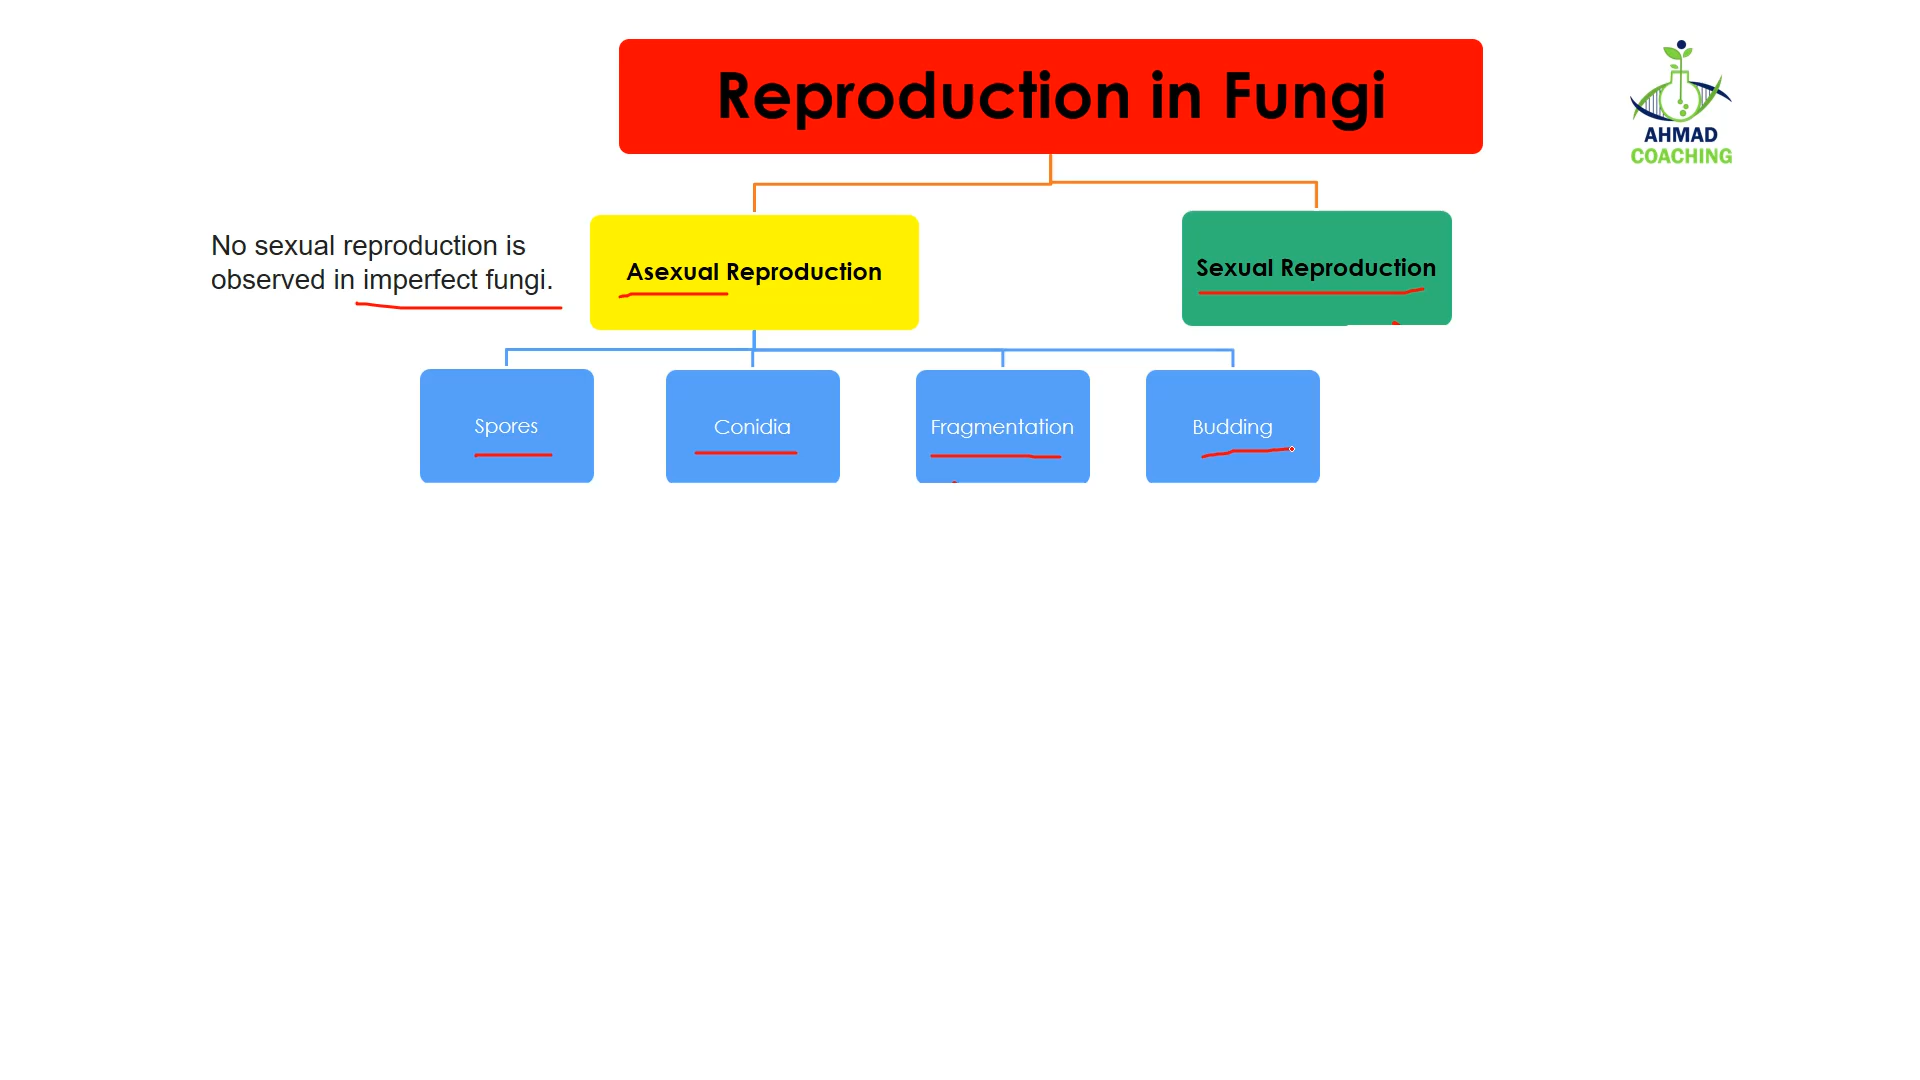 Reproduction in Fungi
AHMAD
COACHING
No sexual reproduction is
observed in imperfect fungi.
Asexual Reproduction
Sexual Reproduction
Spores
Conidia
Fragmentation
Budding